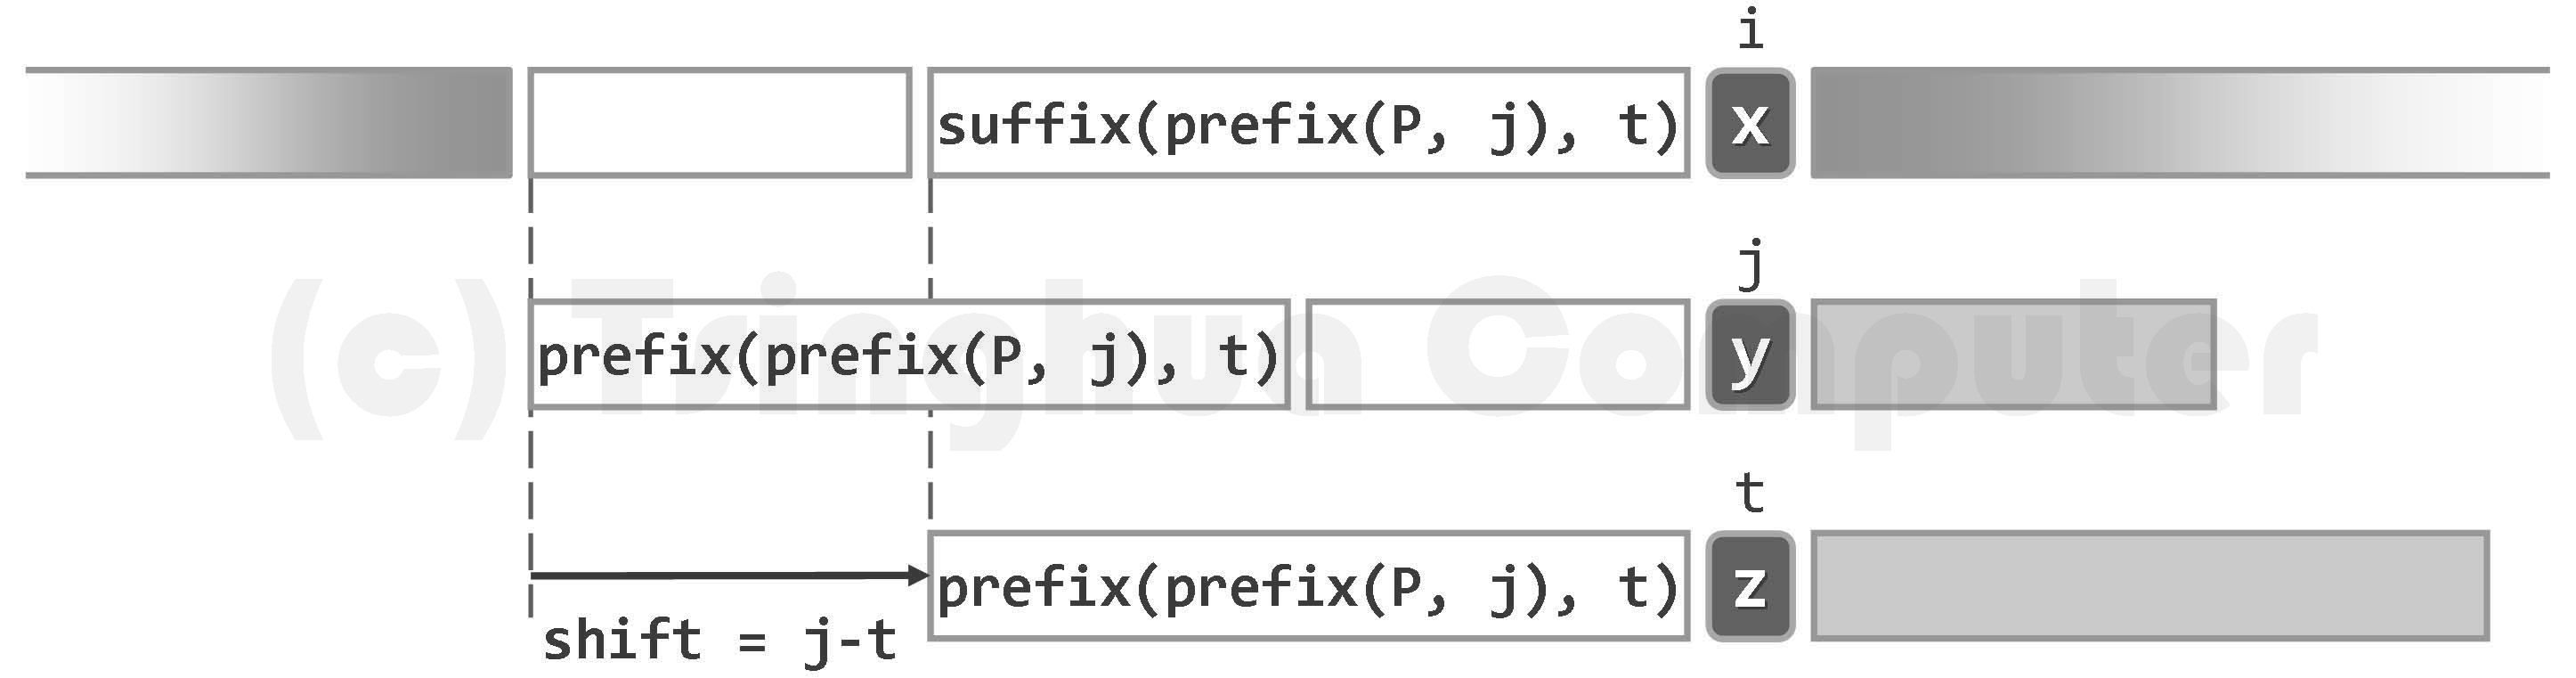 i
suffix(prefix(P, j), t) x
j
prefix(prefix(P, j), t) y
(c) Tsinghua Computer
t
prefix(prefix(P, j), t) z
shift = j-t